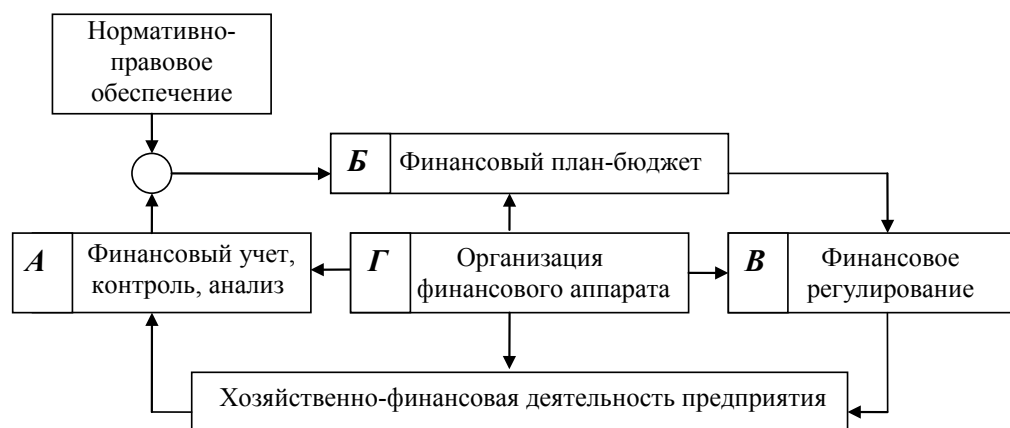 Нормативно-
правовое
обеспечение
Б
Финансовый план-бюджет
А
Финансовый учет,
контроль, анализ
Г
Организация
финансового аппарата
В
Финансовое
регулирование
Хозяйственно-финансовая деятельность предприятия